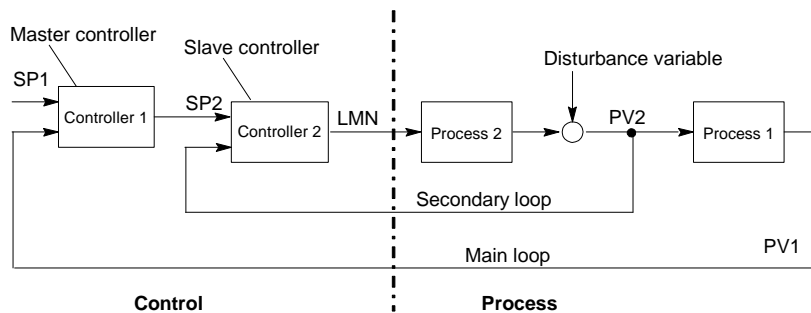 Master controller
Slave controller
Disturbance variable
SP1
SP2
LMN
PV2
Controller 1
Controller 2
Process 2
Process 1
Secondary loop
Main loop
PV1
Control
Process